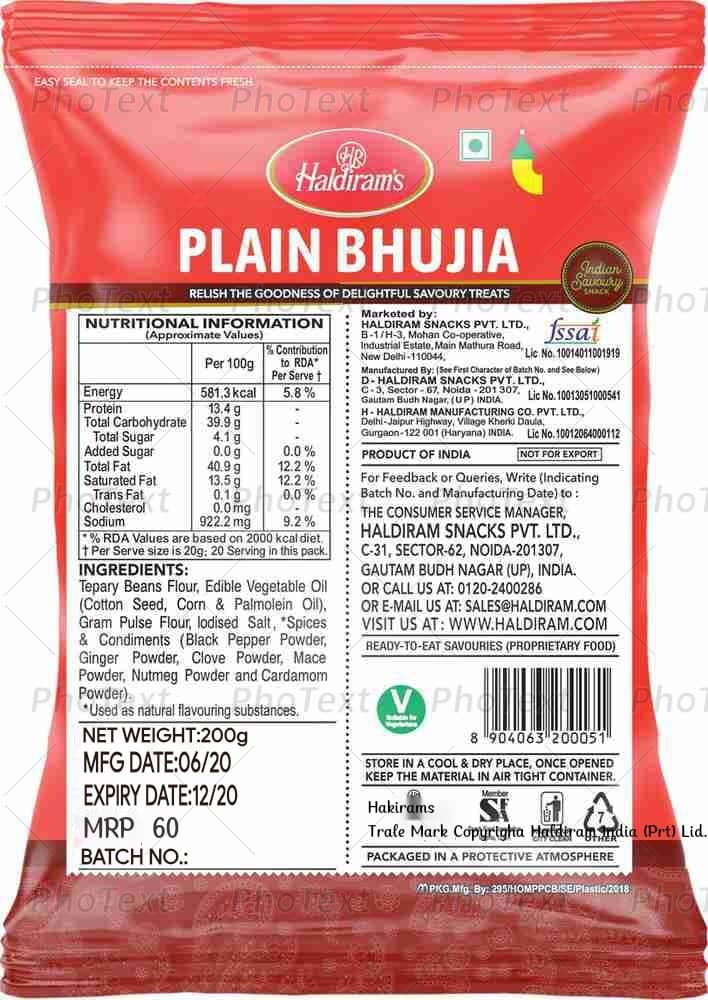 EASY SEAL TO KEEP THE CONTENTS FRESH
PhoText PhoText PhoText
HR
Haldiram's
PLAIN BHUJIA
Indian
Savoury
SNACK
RELISH THE GOODNESS OF DELIGHTFUL SAVOURY TREATS
NUTRITIONAL INFORMATION
(Approximate Values)
Per 100g % Contribution to RDA* Per Serve †
Energy 581.3 kcal 5.8 %
Protein 13.4 g -
Total Carbohydrate 39.9 g -
Total Sugar 4.1 g -
Added Sugar 0.0 g 0.0 %
Total Fat 40.9 g 12.2 %
Saturated Fat 13.5 g 12.2 %
Trans Fat 0.1 g 0.0 %
Cholesterol 0.0 mg -
Sodium 922.2 mg 9.2 %
*% RDA Values are based on 2000 kcal diet.
† Per Serve size is 20g; 20 Serving in this pack.
INGREDIENTS:
Tepary Beans Flour, Edible Vegetable Oil
(Cotton Seed, Corn & Palmolein Oil),
Gram Pulse Flour, Iodised Salt, *Spices
& Condiments (Black Pepper Powder,
Ginger Powder, Clove Powder, Mace
Powder, Nutmeg Powder and Cardamom
Powder).
*Used as natural flavouring substances.
NET WEIGHT:200g
MFG DATE:06/20
EXPIRY DATE:12/20
MRP 60
BATCH NO.:
Marketed by:
HALDIRAM SNACKS PVT. LTD.,
B-1/H-3, Mohan Co-operative,
Industrial Estate, Main Mathura Road,
New Delhi-110044,
fssai
Lic No. 10014011001919
Manufactured By: (See First Character of Batch No. and See Below)
D- HALDIRAM SNACKS PVT. LTD.,
C-3, Sector - 67, Noida - 201 307,
Gautam Budh Nagar, (U P) INDIA.
Lic No. 10013051000541
H - HALDIRAM MANUFACTURING CO. PVT. LTD.,
Delhi-Jaipur Highway, Village Kherki Daula,
Gurgaon-122 001 (Haryana) INDIA.
Lic No. 10012064000112
PRODUCT OF INDIA
NOT FOR EXPORT
For Feedback or Queries, Write (Indicating
Batch No. and Manufacturing Date) to :
THE CONSUMER SERVICE MANAGER,
HALDIRAM SNACKS PVT. LTD.,
C-31, SECTOR-62, NOIDA-201307,
GAUTAM BUDH NAGAR (UP), INDIA.
OR CALL US AT: 0120-2400286
OR E-MAIL US AT: SALES@HALDIRAM.COM
VISIT US AT: WWW.HALDIRAM.COM
READY-TO-EAT SAVOURIES (PROPRIETARY FOOD)
V
Suitable for
Vegetarians
8 904063 200051
STORE IN A COOL & DRY PLACE, ONCE OPENED
KEEP THE MATERIAL IN AIR TIGHT CONTAINER.
Member
7
Hakirams
Trale Mark Copyrigha Haldiram India (Prt) Lid.
OTHER
PACKAGED IN A PROTECTIVE ATMOSPHERE
PKG.Mfg. By: 295/HOMPPCB/SE/Plastic/2018